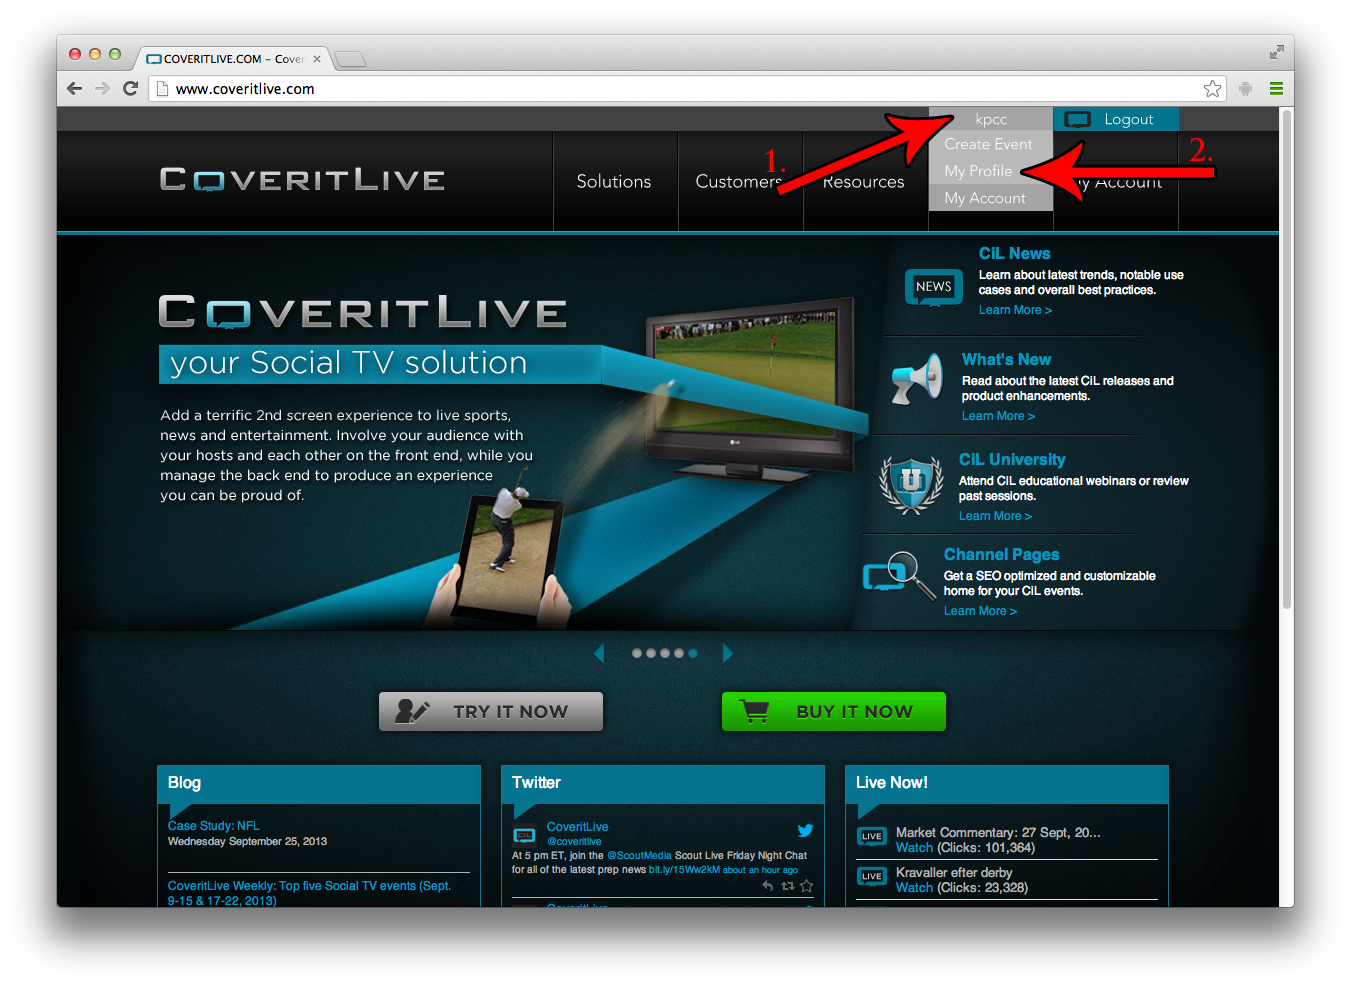 COVERITLIVE.COM – Cover
www.coveritlive.com
kpcc
Logout
1.
2.
Create Event
My Profile
My Account
COVERITLIVE
Solutions
Customers
Resources
My Account
COVERITLIVE
your Social TV solution
Add a terrific 2nd screen experience to live sports,
news and entertainment. Involve your audience with
your hosts and each other on the front end, while you
manage the back end to produce an experience
you can be proud of.
LG
NEWS
CiL News
Learn about latest trends, notable use
cases and overall best practices.
Learn More >
What's New
Read about the latest CiL releases and
product enhancements.
Learn More >
U
CiL University
Attend CiL educational webinars or review
past sessions.
Learn More >
Channel Pages
Get a SEO optimized and customizable
home for your CiL events.
Learn More >
TRY IT NOW
BUY IT NOW
Blog
Case Study: NFL
Wednesday September 25, 2013
CoveritLive Weekly: Top five Social TV events (Sept.
9-15 & 17-22, 2013)
Twitter
CiL
CoveritLive
@coveritlive
At 5 pm ET, join the @ScoutMedia Scout Live Friday Night Chat
for all of the latest prep news bit.ly/15Ww2kM about an hour ago
CoveritLive
Live Now!
LIVE
Market Commentary: 27 Sept, 20...
Watch (Clicks: 101,364)
LIVE
Kravaller efter derby
Watch (Clicks: 23,328)